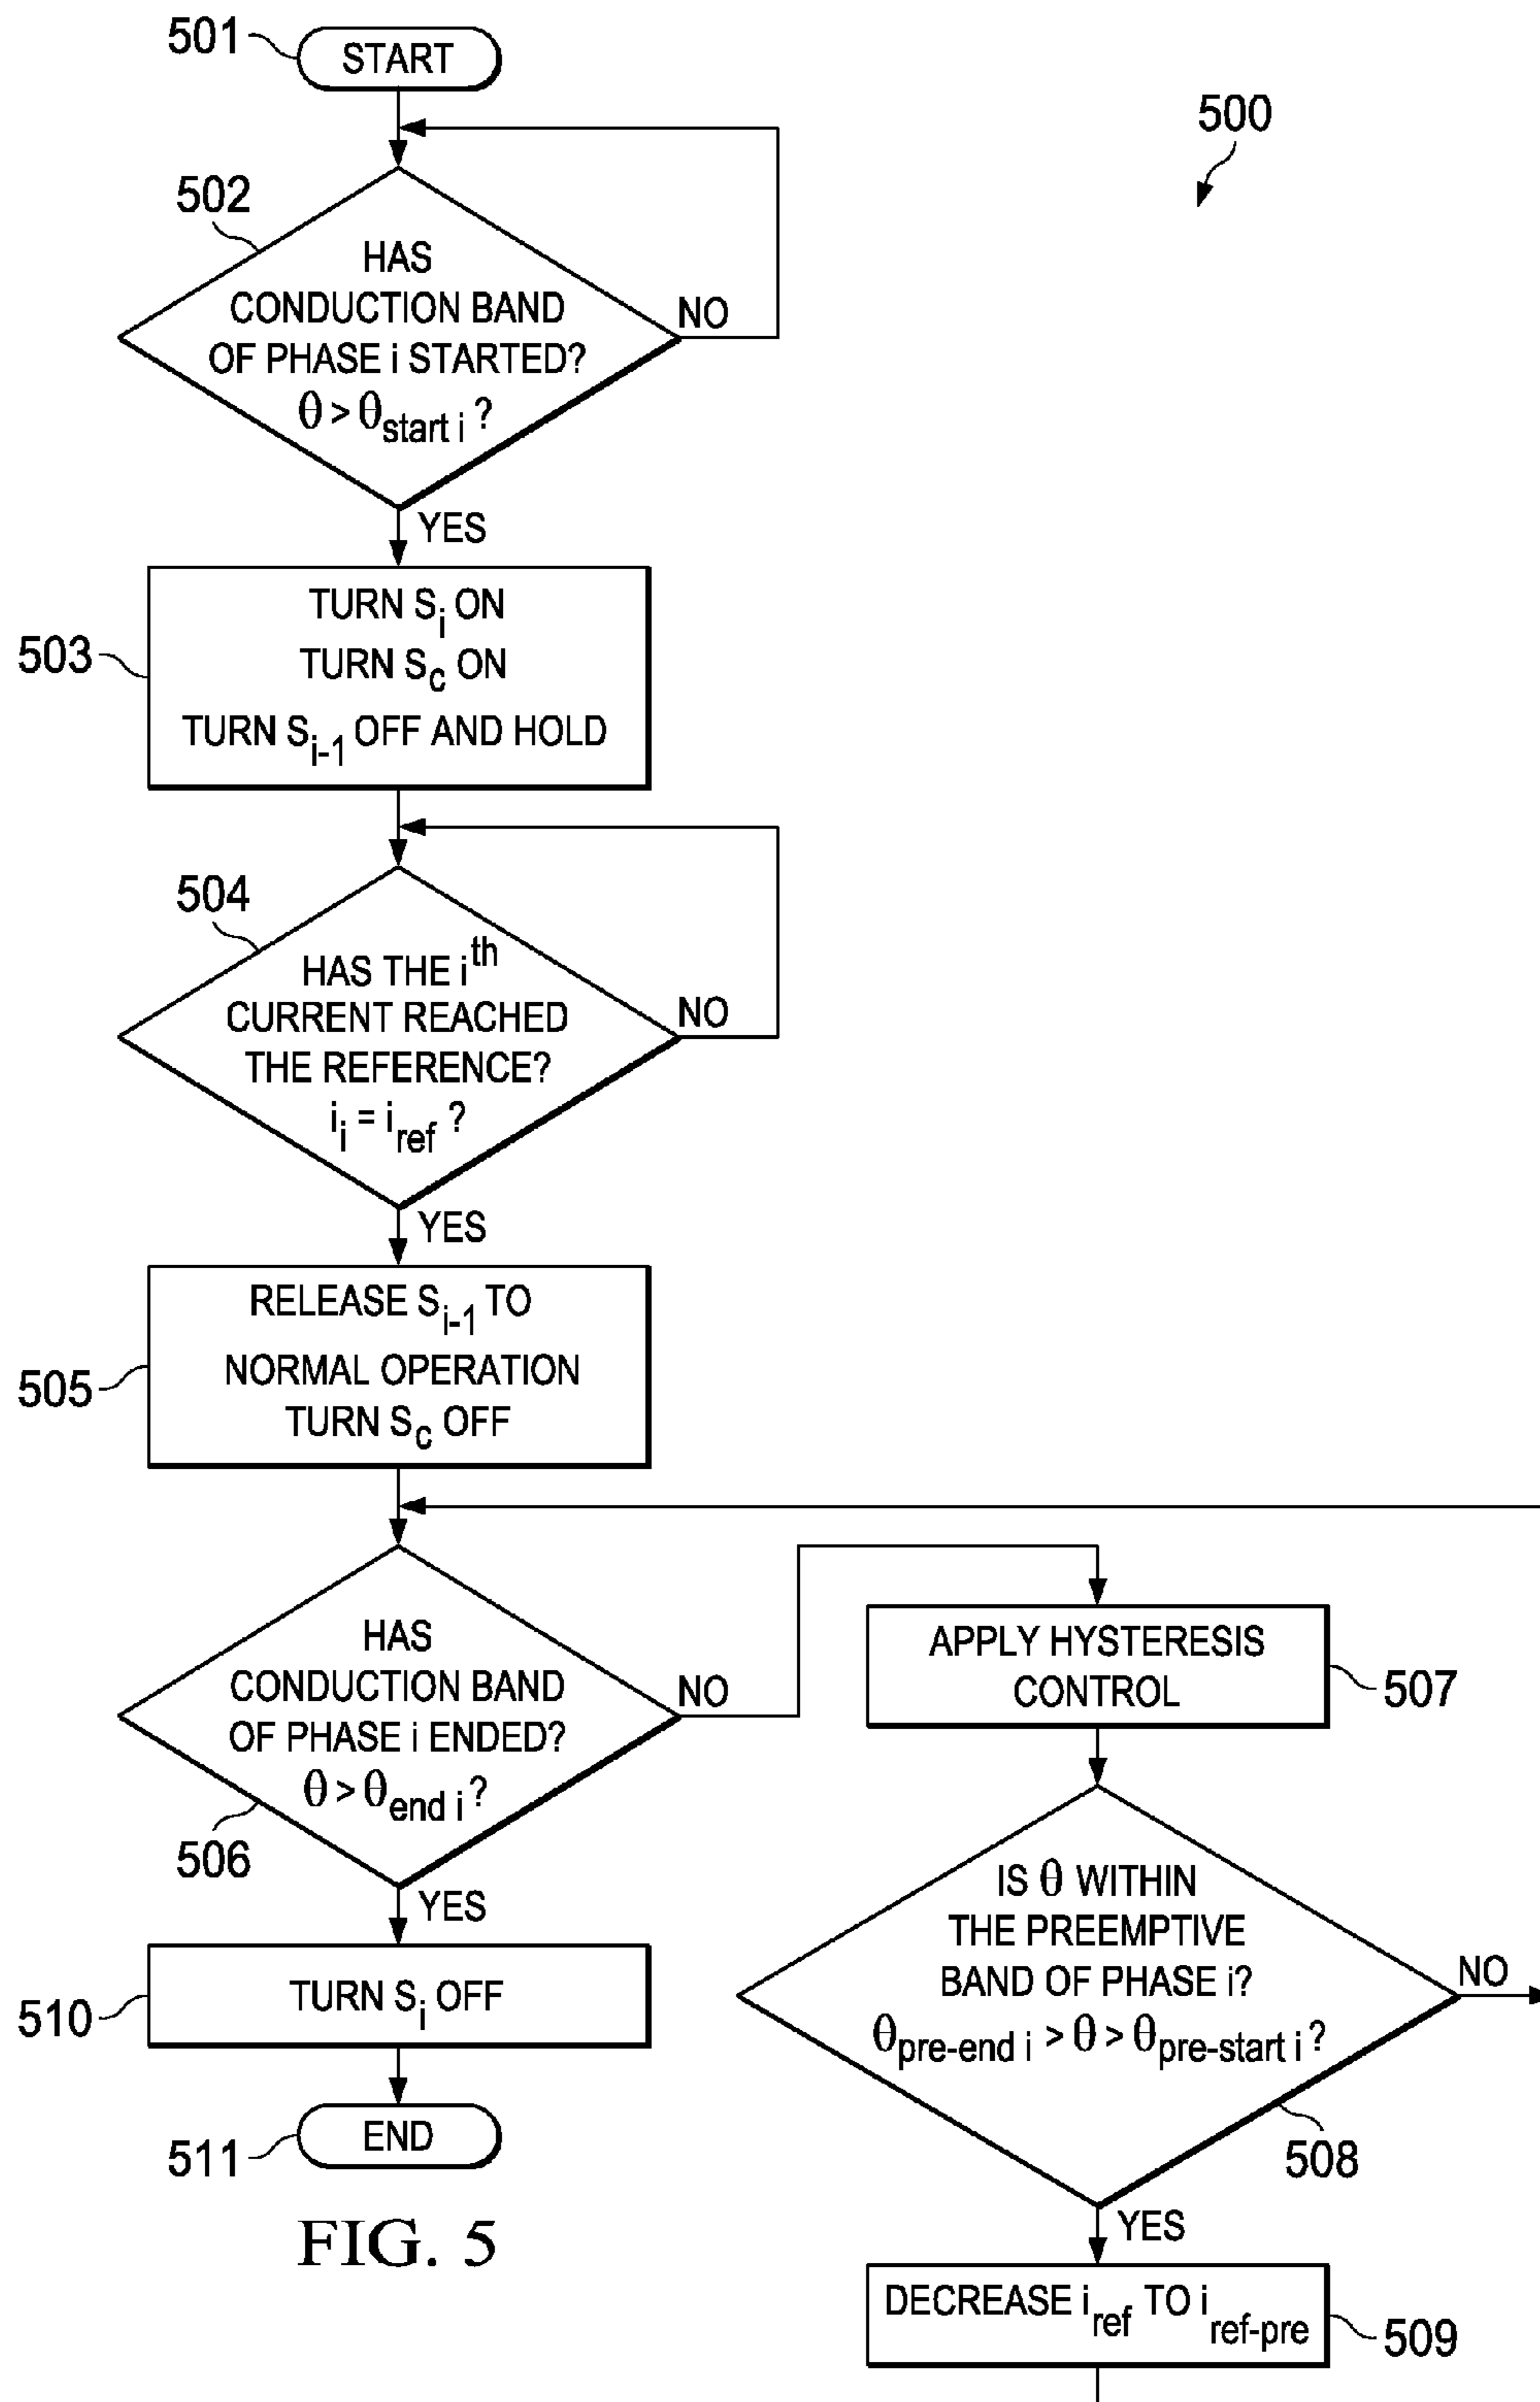 501
START
500
502
HAS
CONDUCTION BAND
OF PHASE i STARTED?
θ > θstart i ?
NO
YES
503
TURN Si ON
TURN Sc ON
TURN Si-1 OFF AND HOLD
504
HAS THE ith
CURRENT REACHED
THE REFERENCE?
ii = iref ?
NO
YES
505
RELEASE Si-1 TO
NORMAL OPERATION
TURN Sc OFF
506
HAS
CONDUCTION BAND
OF PHASE i ENDED?
θ > θend i ?
NO
YES
507
APPLY HYSTERESIS
CONTROL
508
IS θ WITHIN
THE PREEMPTIVE
BAND OF PHASE i?
θpre-end i > θ > θpre-start i ?
NO
YES
509
DECREASE iref TO iref-pre
510
TURN Si OFF
511
END
FIG. 5